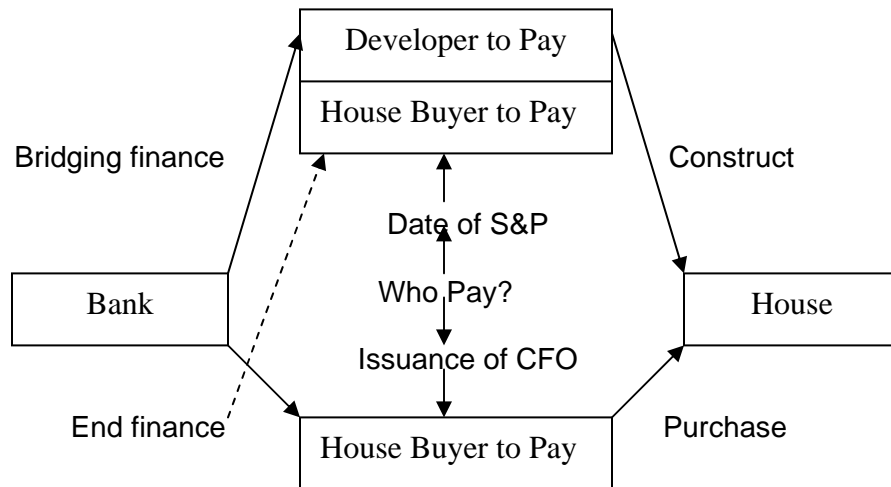 Developer to Pay
House Buyer to Pay
Bridging finance
Construct
Date of S&P
Bank
Who Pay?
House
Issuance of CFO
End finance
House Buyer to Pay
Purchase